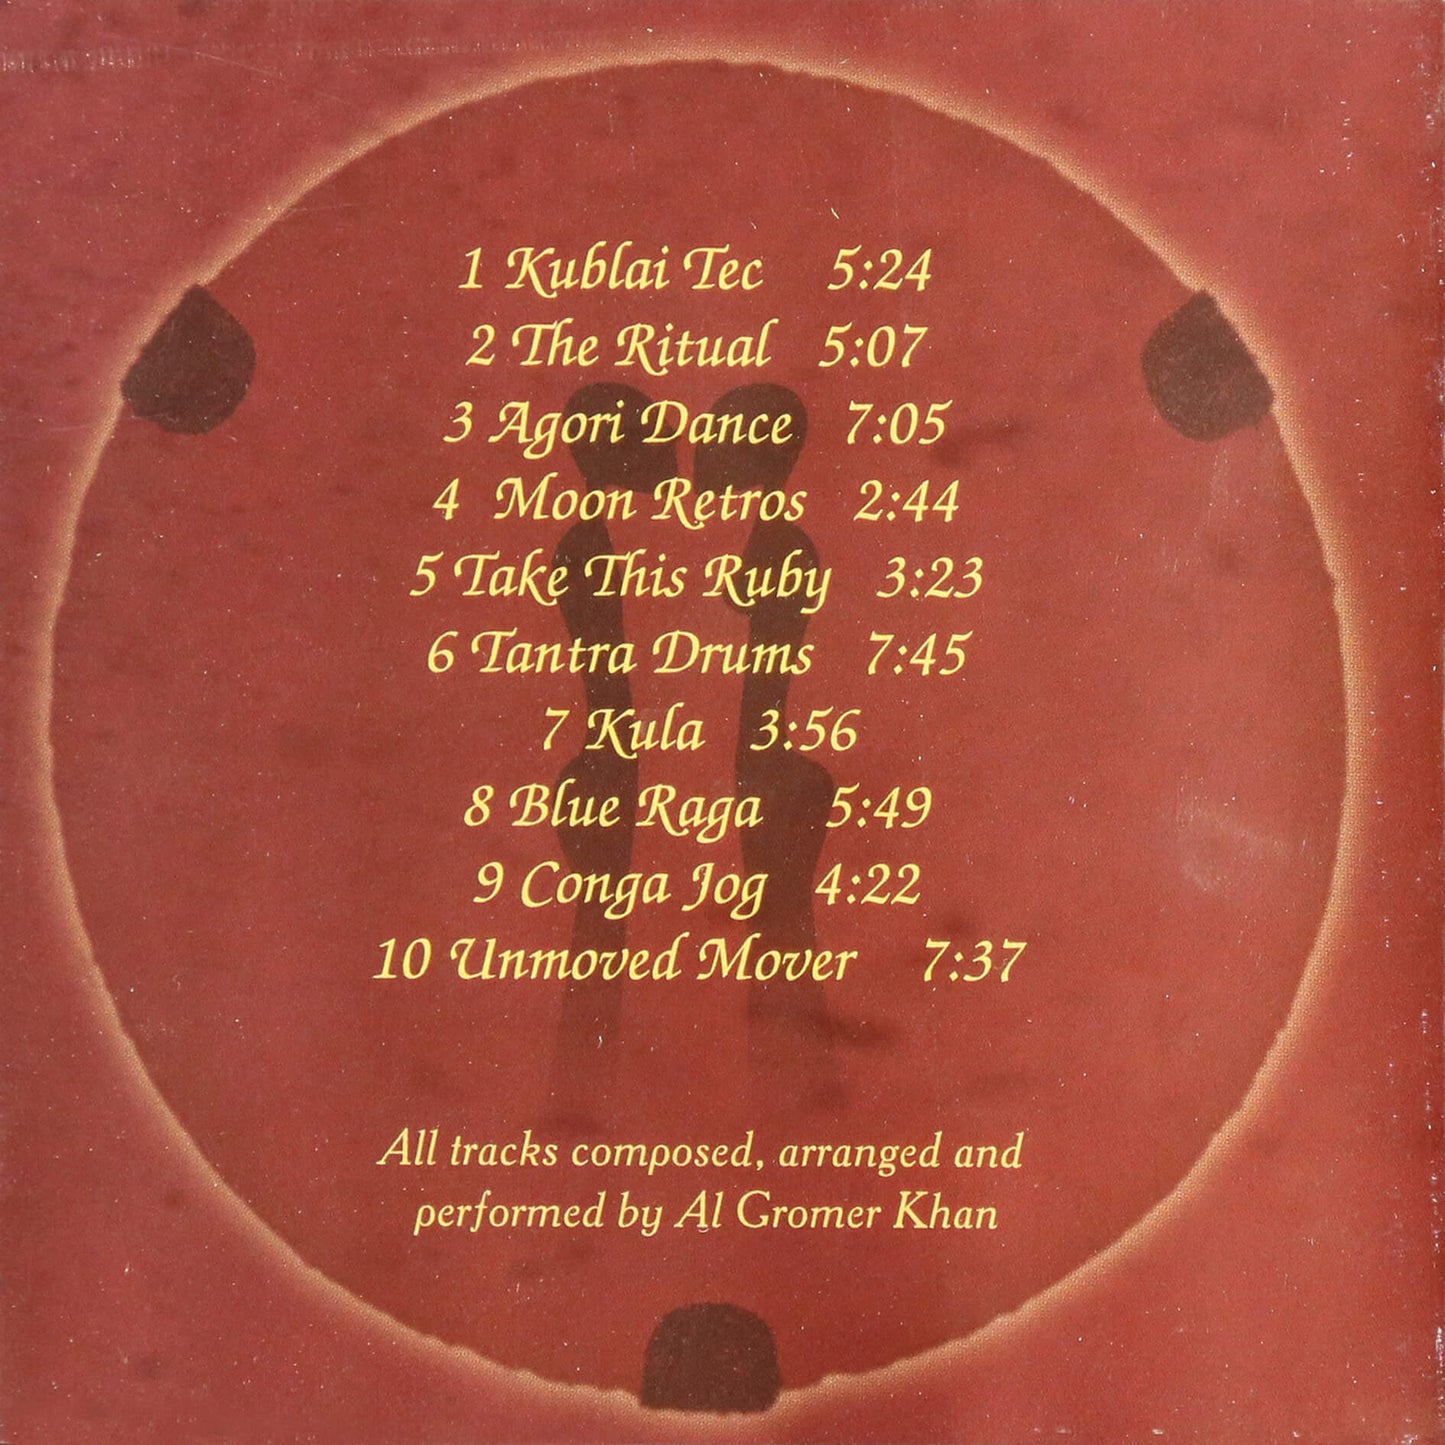 1 Kublai Tec 5:24
2 The Ritual 5:07
3 Agori Dance 7:05
4 Moon Retros 2:44
5 Take This Ruby 3:23
6 Tantra Drums 7:45
7 Kula 3:56
8 Blue Raga 5:49
9 Conga Jog 4:22
10 Unmoved Mover 7:37
All tracks composed, arranged and
performed by Al Gromer Khan